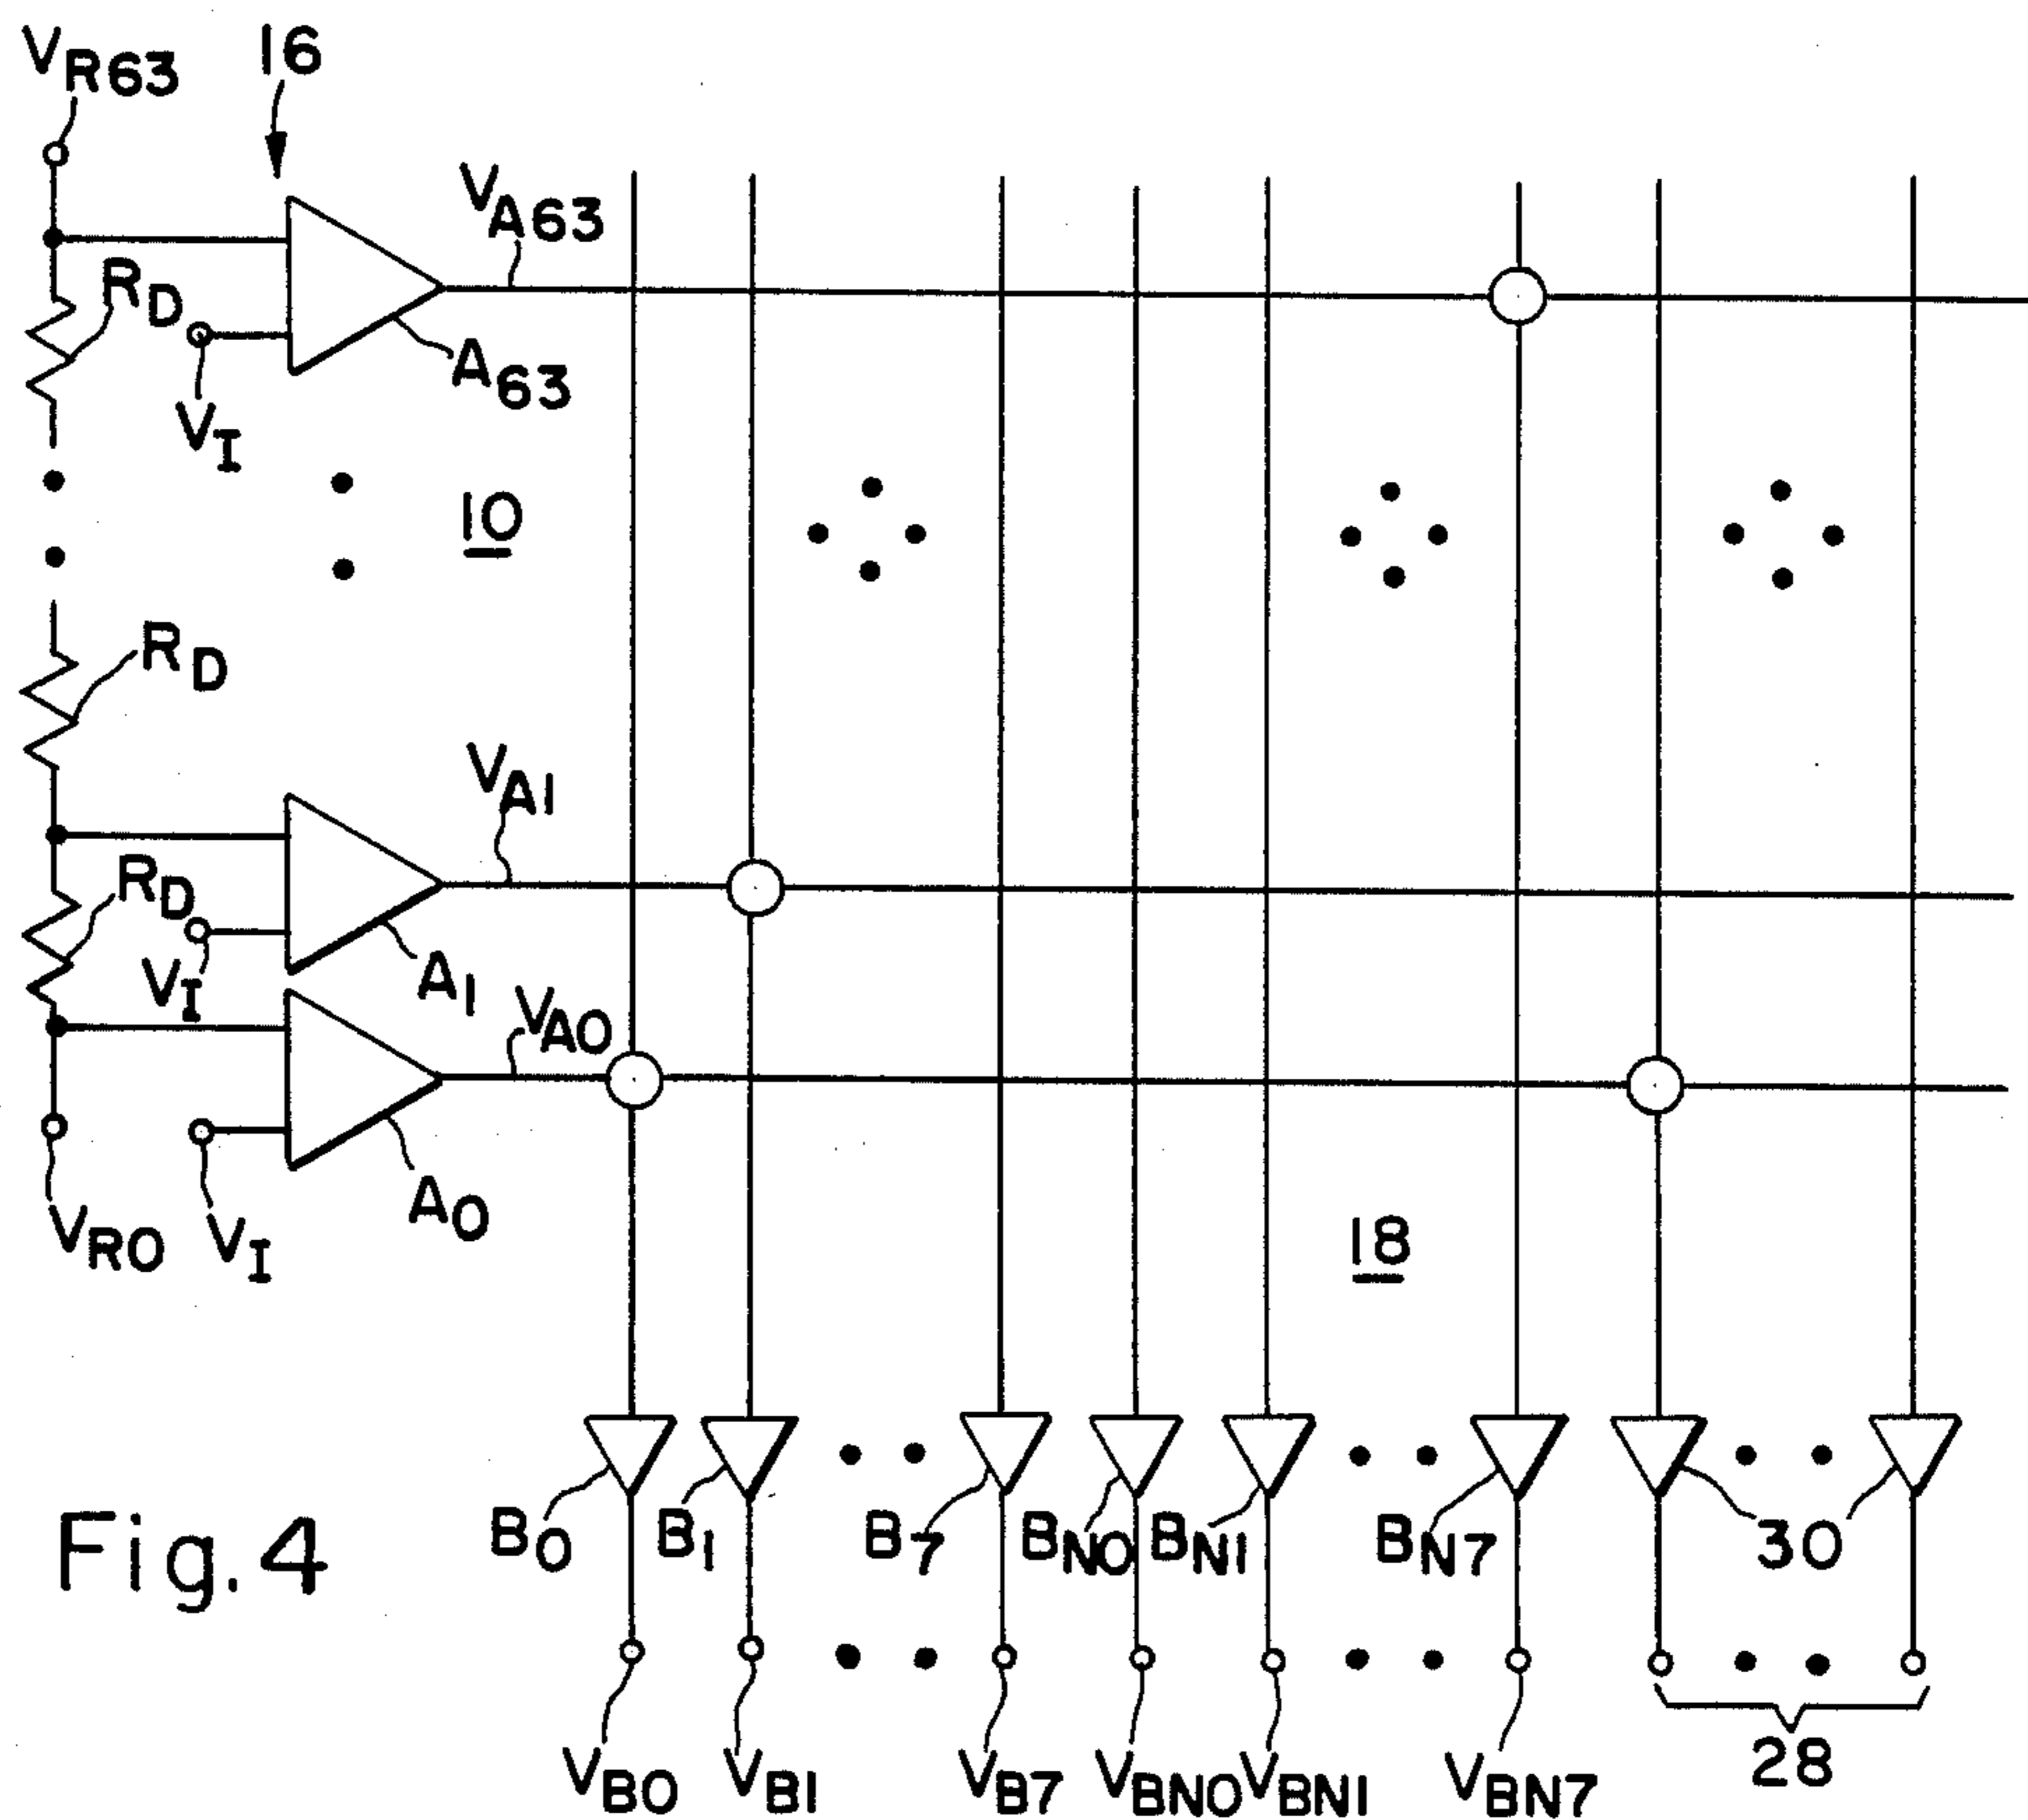 VR63
16
VA63
RD
A63
VI
10
RD
VA1
RD
VI
A1
VA0
A0
VR0
VI
18
B0
B1
B7
BN0
BN1
BN7
30
Fig. 4
VB0
VB1
VB7
VBN0
VBN1
VBN7
28